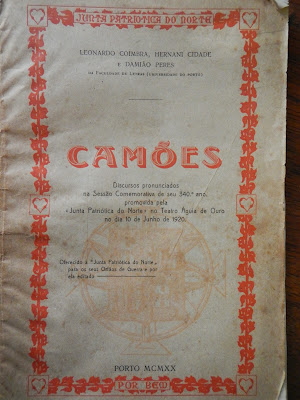 JUNTA PATRIOTICA DO NORTE
LEONARDO COIMBRA, HERNANI CIDADE
E DAMIÃO PERES
DA FACULDADE DE LETRAS (UNIVERSIDADE DO PORTO)
CAMÕES
Discursos pronunciados
na Sessão Comemorativa do seu 340.º ano,
promovida pela
«Junta Patriótica do Norte» no Teatro Águia de Ouro
no dia 10 de Junho de 1920.
Oferecido à "Junta Patriótica do Norte„
para os seus Orfãos de Guerra e por
ela editado
PORTO MCMXX
POR BEM